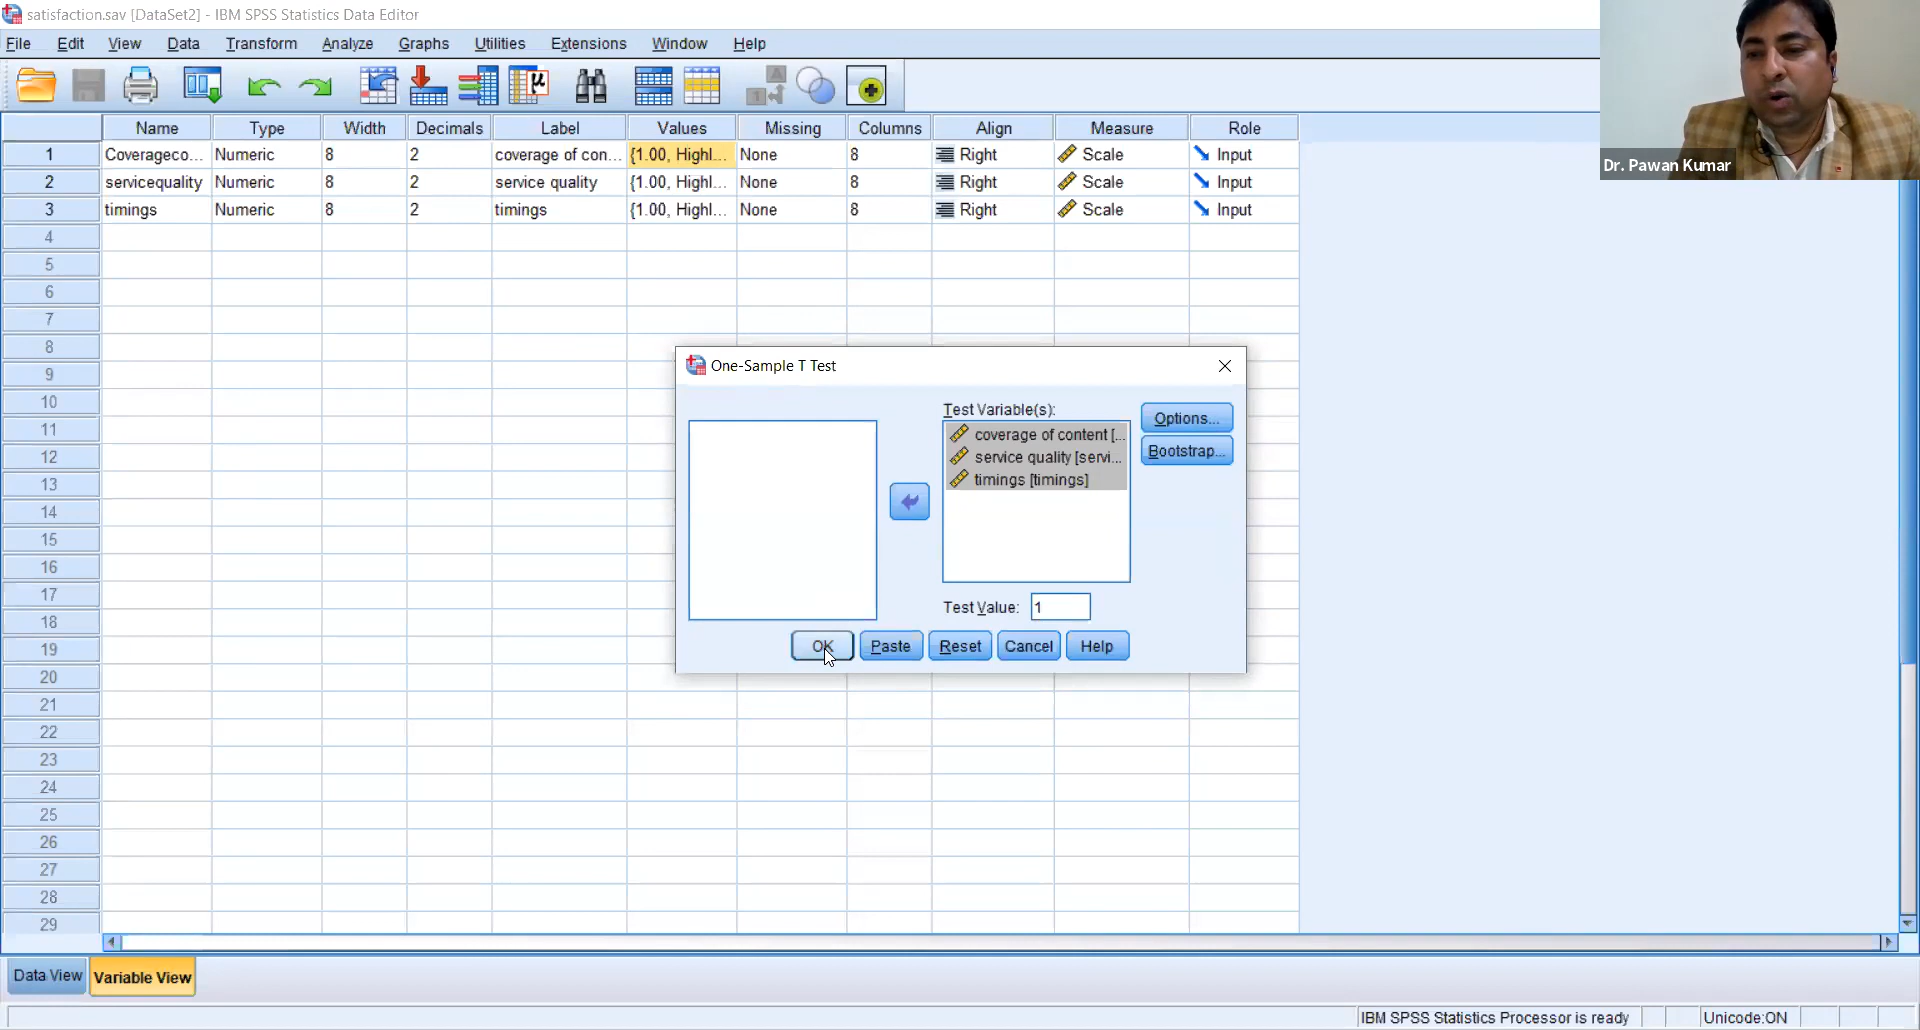 satisfaction.sav [DataSet2] - IBM SPSS Statistics Data Editor
File Edit View Data Transform Analyze Graphs Utilities Extensions Window Help
Dr. Pawan Kumar
Name Type Width Decimals Label Values Missing Columns Align Measure Role
1 Coverageco... Numeric 8 2 coverage of con... {1.00, Highl... None 8 Right Scale Input
2 servicequality Numeric 8 2 service quality {1.00, Highl... None 8 Right Scale Input
3 timings Numeric 8 2 timings {1.00, Highl... None 8 Right Scale Input
4
5
6
7
8
9
10
11
12
13
14
15
16
17
18
19
20
21
22
23
24
25
26
27
28
29
One-Sample T Test
Test Variable(s):
coverage of content [...
service quality [servi...
timings [timings]
Options...
Bootstrap...
Test Value: 1
OK Paste Reset Cancel Help
Data View Variable View
IBM SPSS Statistics Processor is ready Unicode:ON